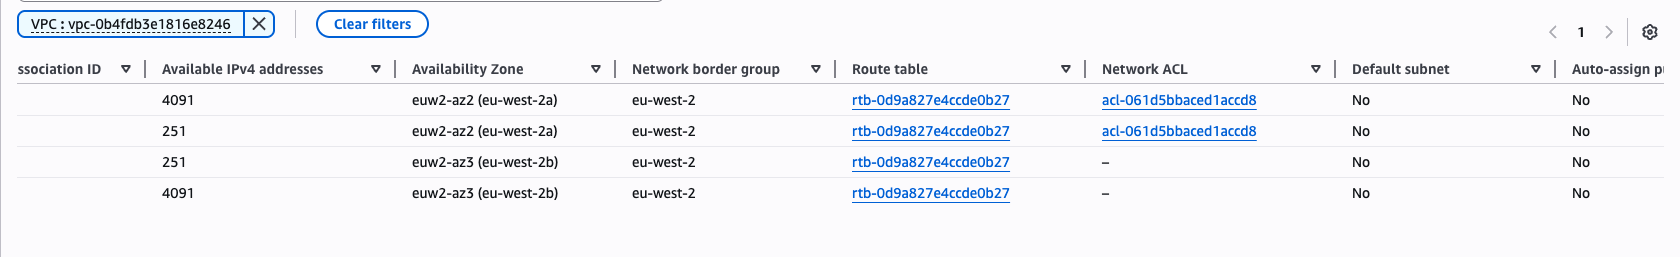 VPC : vpc-0b4fdb3e1816e8246 Clear filters
1
ssociation ID Available IPv4 addresses Availability Zone Network border group Route table Network ACL Default subnet Auto-assign p
4091 euw2-az2 (eu-west-2a) eu-west-2 rtb-0d9a827e4ccde0b27 acl-061d5bbaced1accd8 No No
251 euw2-az2 (eu-west-2a) eu-west-2 rtb-0d9a827e4ccde0b27 acl-061d5bbaced1accd8 No No
251 euw2-az3 (eu-west-2b) eu-west-2 rtb-0d9a827e4ccde0b27 – No No
4091 euw2-az3 (eu-west-2b) eu-west-2 rtb-0d9a827e4ccde0b27 – No No